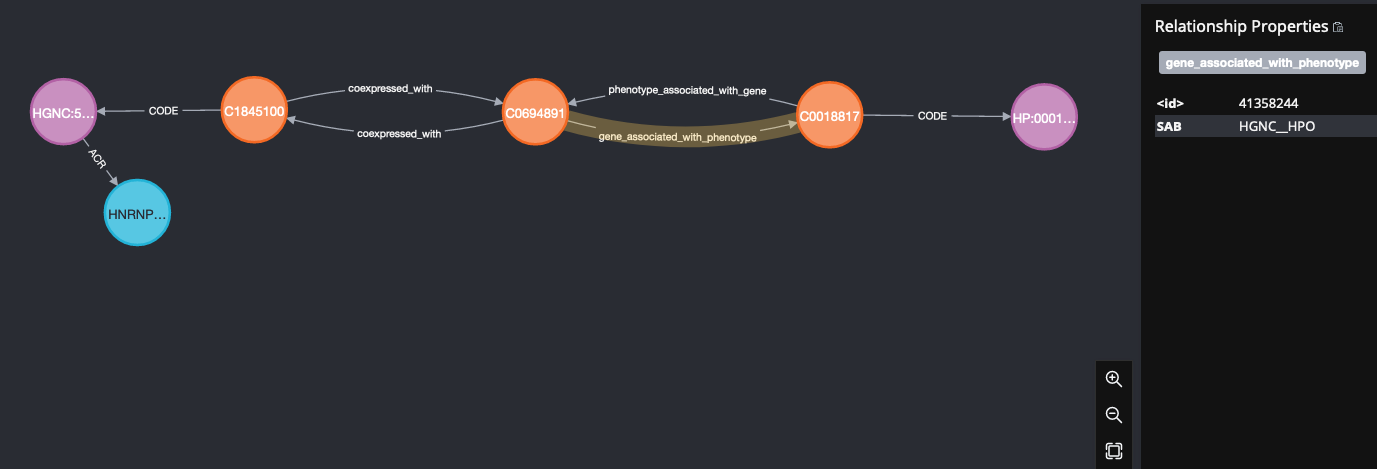 Relationship Properties
gene_associated_with_phenotype
<id> 41358244
SAB HGNC__HPO
HGNC:5...
CODE
C1845100
coexpressed_with
coexpressed_with
C0694891
phenotype_associated_with_gene
gene_associated_with_phenotype
C0018817
CODE
HP:0001...
ACR
HNRNP...